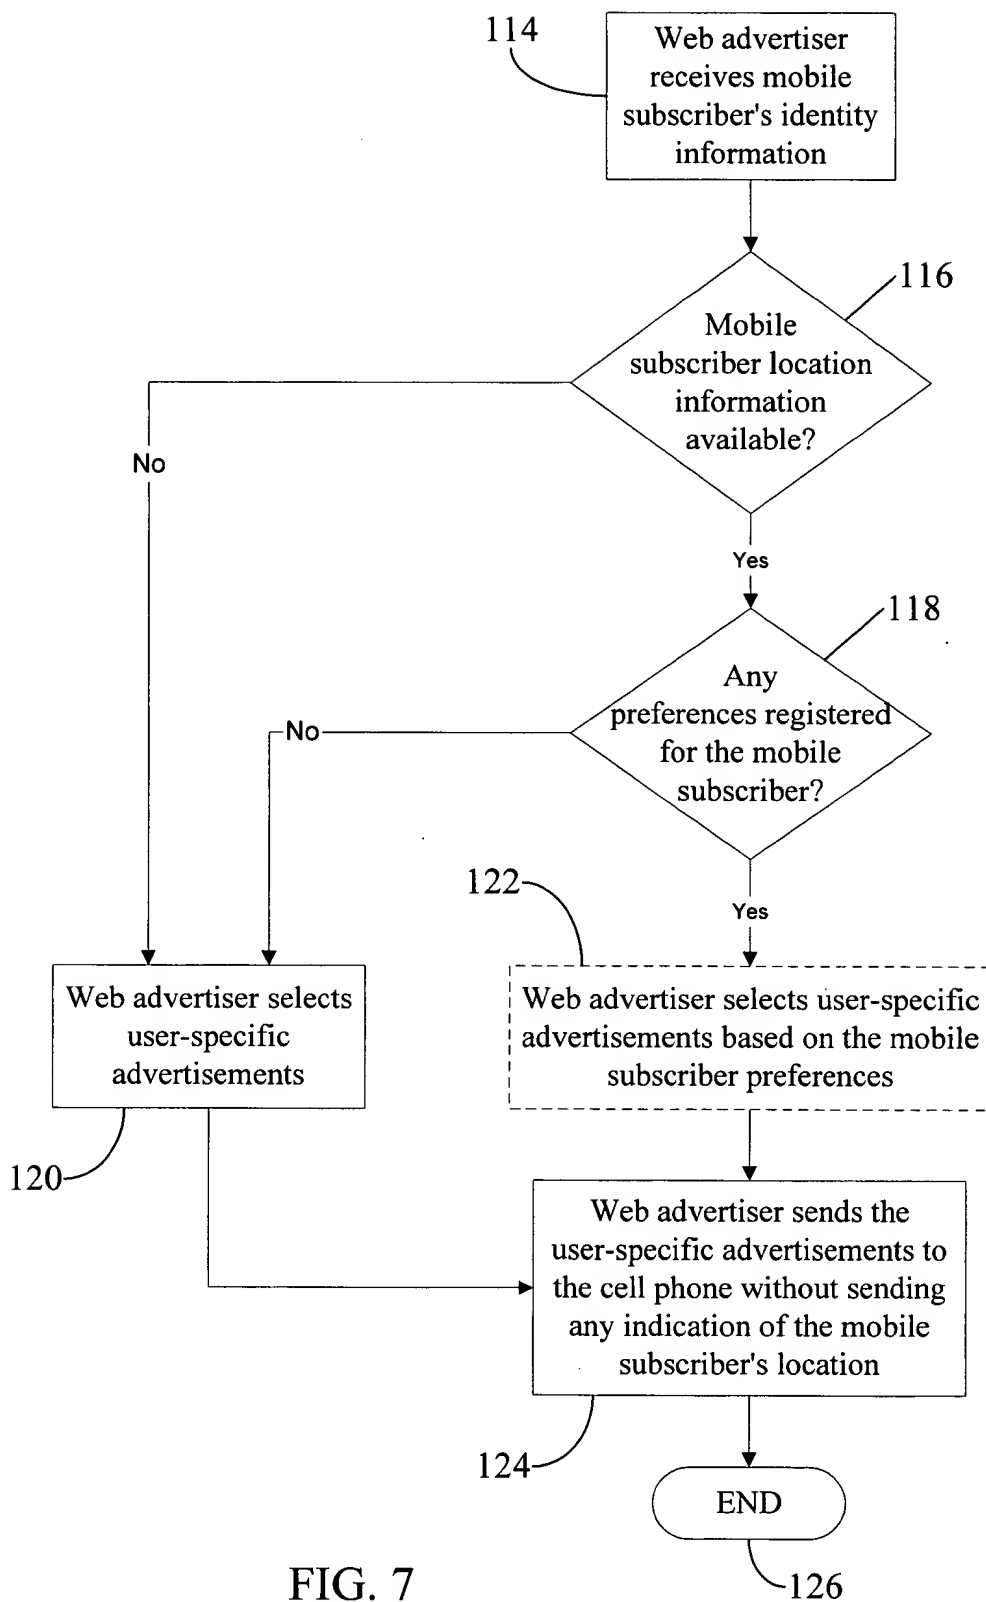 114
Web advertiser
receives mobile
subscriber's identity
information
116
Mobile
subscriber location
information
available?
No
Yes
118
Any
preferences registered
for the mobile
subscriber?
No
Yes
122
Web advertiser selects
user-specific
advertisements
Web advertiser selects user-specific
advertisements based on the mobile
subscriber preferences
120
Web advertiser sends the
user-specific advertisements to
the cell phone without sending
any indication of the mobile
subscriber's location
124
END
126
FIG. 7